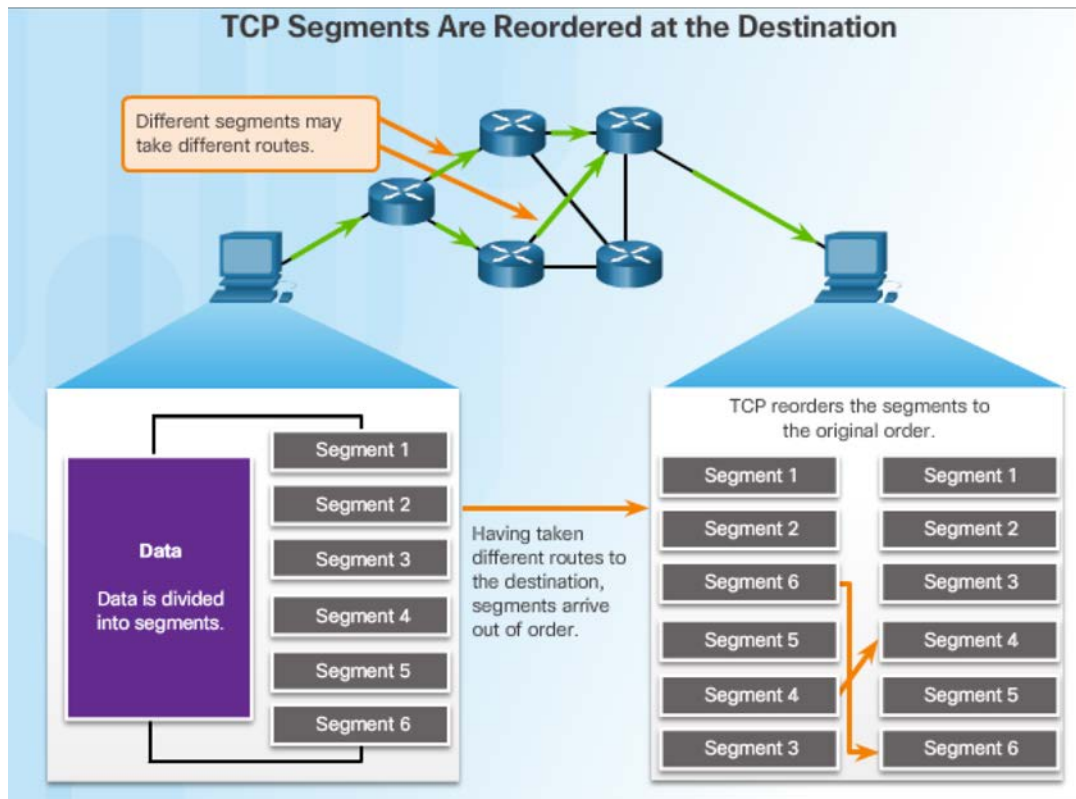 TCP Segments Are Reordered at the Destination
Different segments may
take different routes.
Data
Data is divided
into segments.
Segment 1
Segment 2
Segment 3
Segment 4
Segment 5
Segment 6
Having taken
different routes to
the destination,
segments arrive
out of order.
TCP reorders the segments to
the original order.
Segment 1
Segment 2
Segment 6
Segment 5
Segment 4
Segment 3
Segment 1
Segment 2
Segment 3
Segment 4
Segment 5
Segment 6